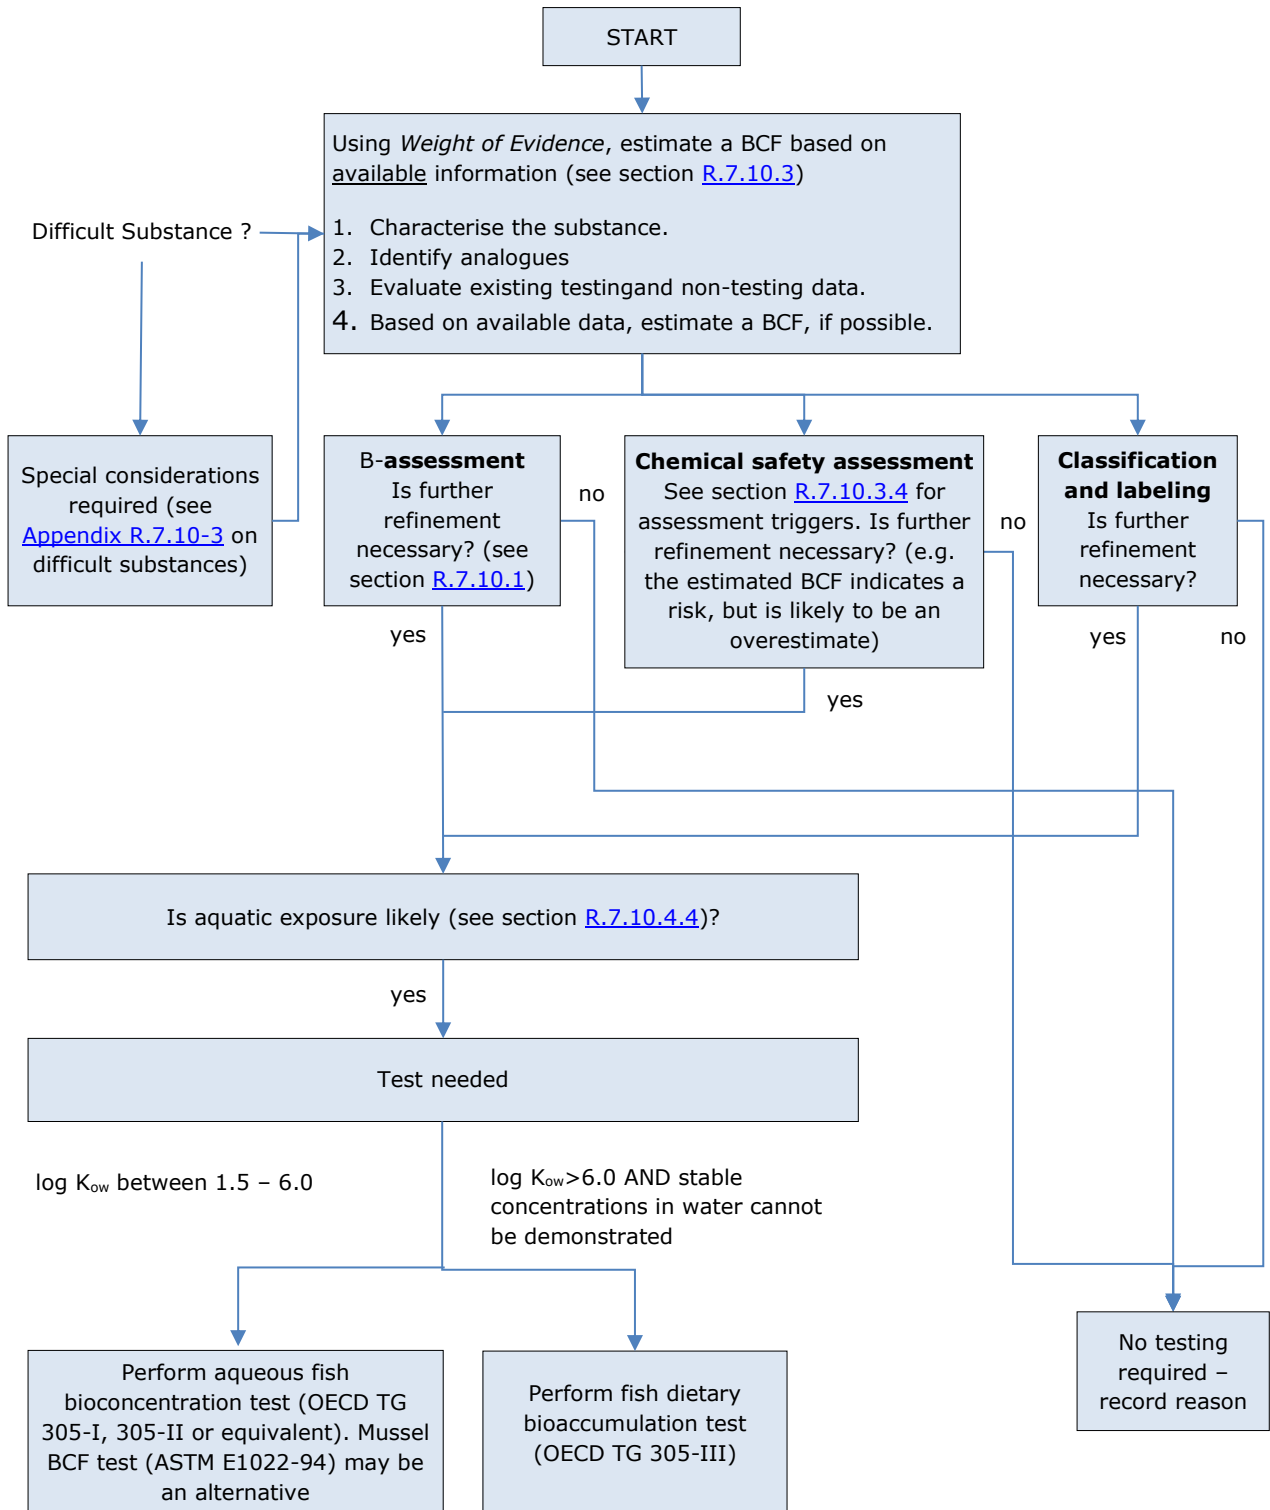 START
Using Weight of Evidence, estimate a BCF based on
available information (see section R.7.10.3)
1. Characterise the substance.
2. Identify analogues
3. Evaluate existing testingand non-testing data.
4. Based on available data, estimate a BCF, if possible.
Difficult Substance ?
Special considerations
required (see
Appendix R.7.10-3 on
difficult substances)
B-assessment
Is further
refinement
necessary? (see
section R.7.10.1)
no
yes
Chemical safety assessment
See section R.7.10.3.4 for
assessment triggers. Is further
refinement necessary? (e.g.
the estimated BCF indicates a
risk, but is likely to be an
overestimate)
no
yes
Classification
and labeling
Is further
refinement
necessary?
yes
no
Is aquatic exposure likely (see section R.7.10.4.4)?
yes
Test needed
log Kow between 1.5 – 6.0
log Kow>6.0 AND stable
concentrations in water cannot
be demonstrated
Perform aqueous fish
bioconcentration test (OECD TG
305-I, 305-II or equivalent). Mussel
BCF test (ASTM E1022-94) may be
an alternative
Perform fish dietary
bioaccumulation test
(OECD TG 305-III)
No testing
required –
record reason